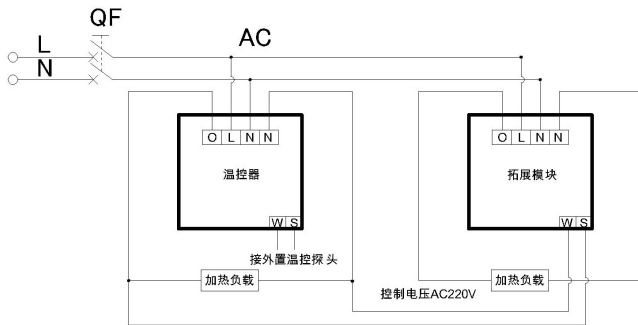 QF
L
AC
N
O L N N
O L N N
温控器
拓展模块
W S
W S
接外置温控探头
加热负载
控制电压AC220V
加热负载